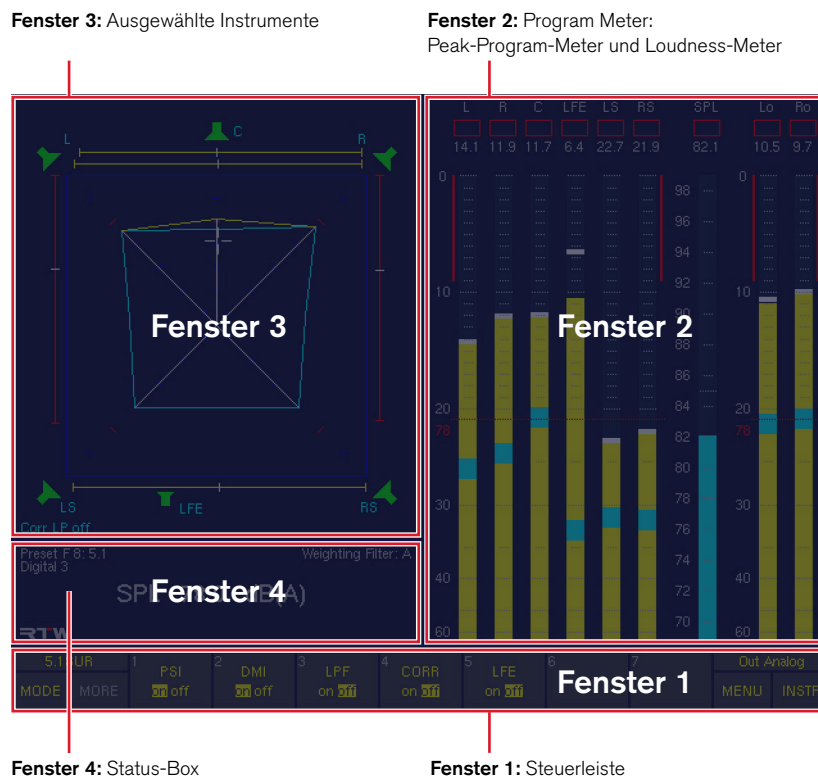 Fenster 3: Ausgewählte Instrumente
Fenster 2: Program Meter:
Peak-Program-Meter und Loudness-Meter
L R C LFE LS RS SPL Lo Ro
14.1 11.9 11.7 6.4 22.7 21.9 82.1 10.5 9.7
C
L R
LS LFE RS
Corr LP off
Fenster 3
0 98 0
96
94
92
10 90 10
Fenster 2
88
86
20 84 20
78 82 78
80
30 78 30
76
74
40 72 40
70
60 60
Preset F 8: 5.1 Weighting Filter: A
Digital 3
SPL
B(A)
Fenster 4
RTW
5.1 UR 1 PSI 2 DMI 3 LPF 4 CORR 5 LFE 6 7 Out Analog
MODE MORE on off on off on off on off on off MENU INSTR
Fenster 1
Fenster 4: Status-Box
Fenster 1: Steuerleiste